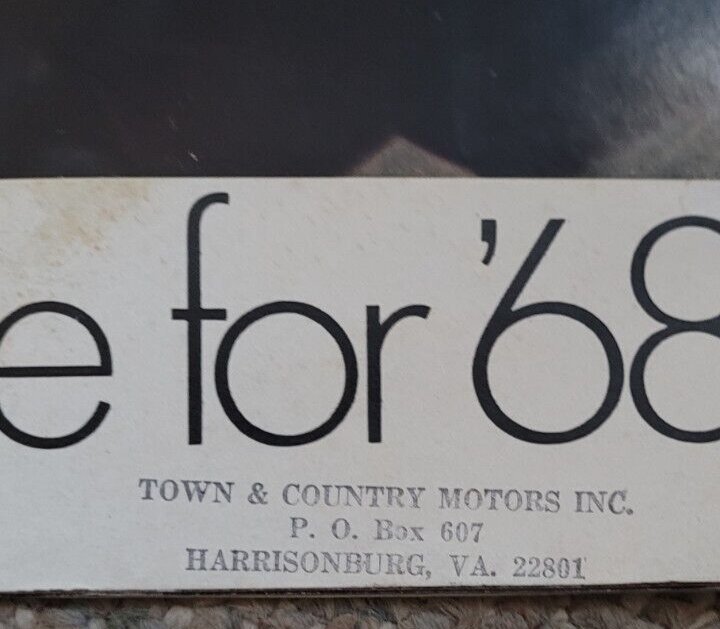 e for '68
TOWN & COUNTRY MOTORS INC.
P. O. Box 607
HARRISONBURG, VA. 22801